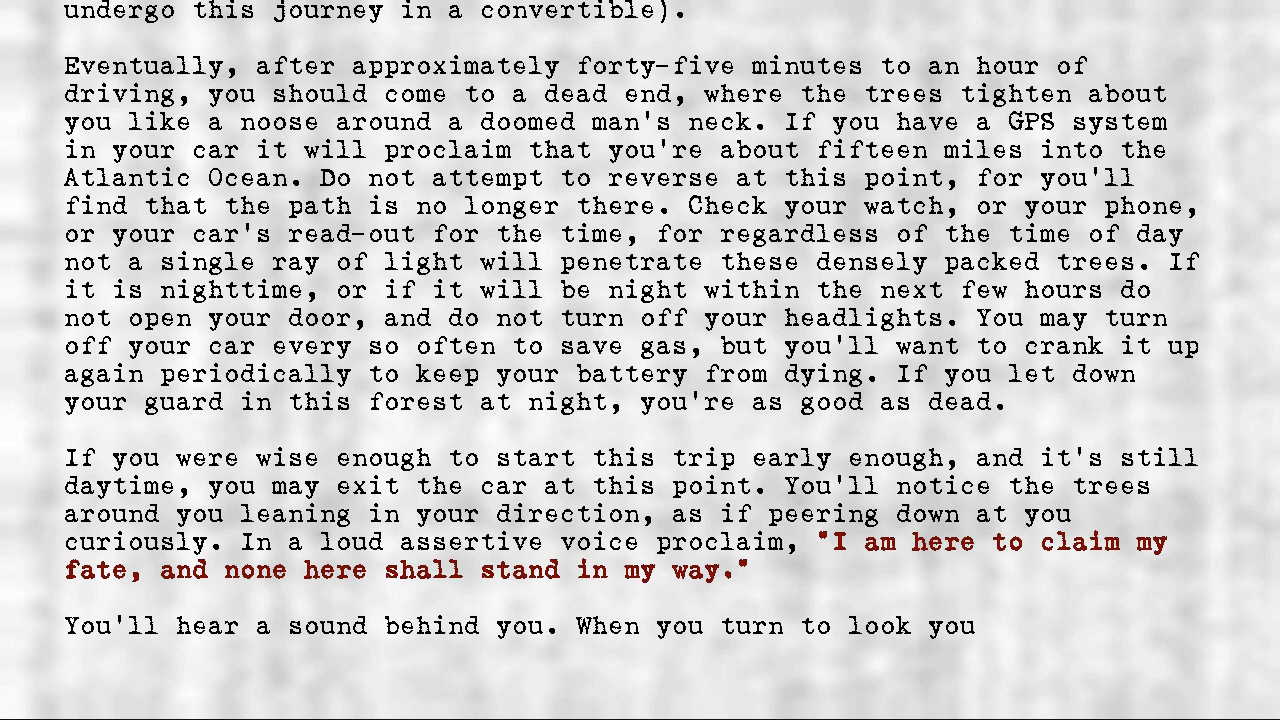 undergo this journey in a convertible).
Eventually, after approximately forty-five minutes to an hour of
driving, you should come to a dead end, where the trees tighten about
you like a noose around a doomed man's neck. If you have a GPS system
in your car it will proclaim that you're about fifteen miles into the
Atlantic Ocean. Do not attempt to reverse at this point, for you'll
find that the path is no longer there. Check your watch, or your phone,
or your car's read-out for the time, for regardless of the time of day
not a single ray of light will penetrate these densely packed trees. If
it is nighttime, or if it will be night within the next few hours do
not open your door, and do not turn off your headlights. You may turn
off your car every so often to save gas, but you'll want to crank it up
again periodically to keep your battery from dying. If you let down
your guard in this forest at night, you're as good as dead.
If you were wise enough to start this trip early enough, and it's still
daytime, you may exit the car at this point. You'll notice the trees
around you leaning in your direction, as if peering down at you
curiously. In a loud assertive voice proclaim, "I am here to claim my
fate, and none here shall stand in my way."
You'll hear a sound behind you. When you turn to look you